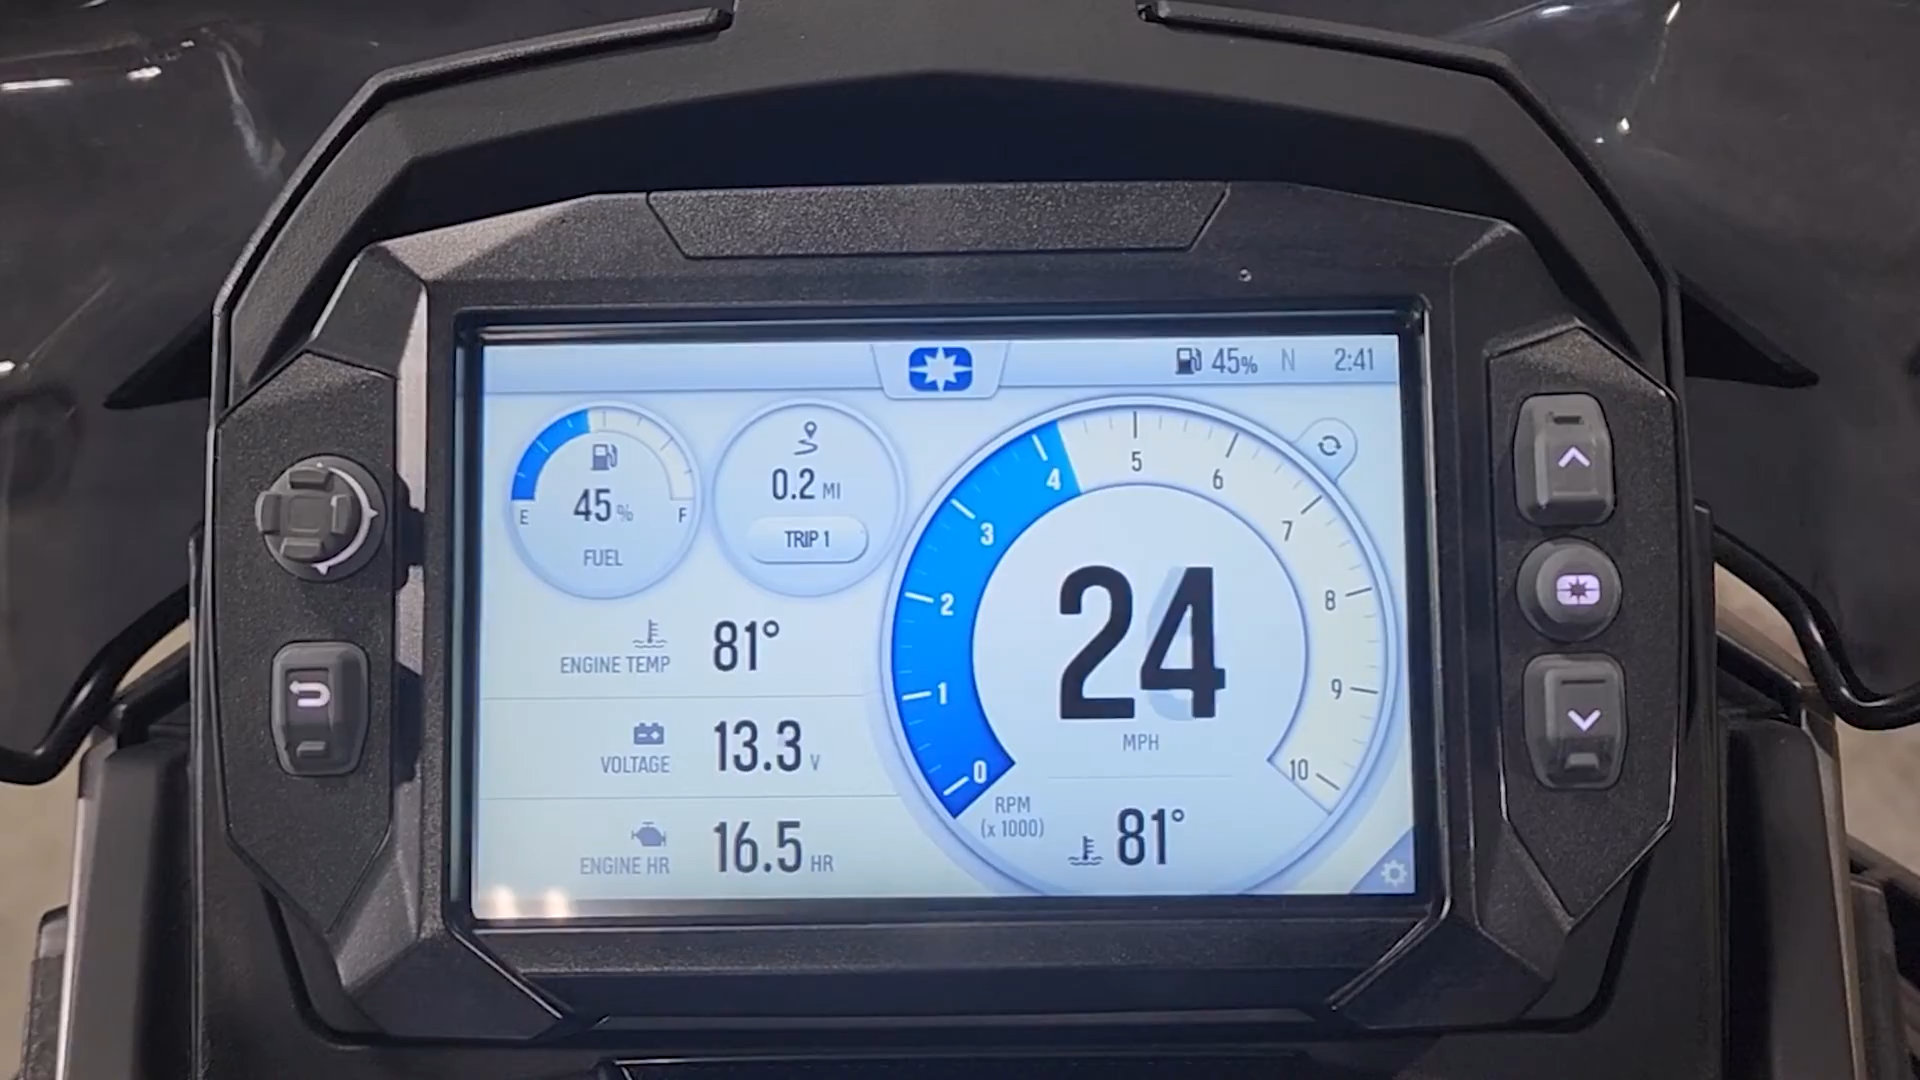 45% N 2:41
45 %
E F
FUEL
0.2 MI
TRIP 1
ENGINE TEMP 81°
VOLTAGE 13.3 V
ENGINE HR 16.5 HR
0
1
2
3
4
5
6
7
8
9
10
24
MPH
RPM
(x 1000)
81°